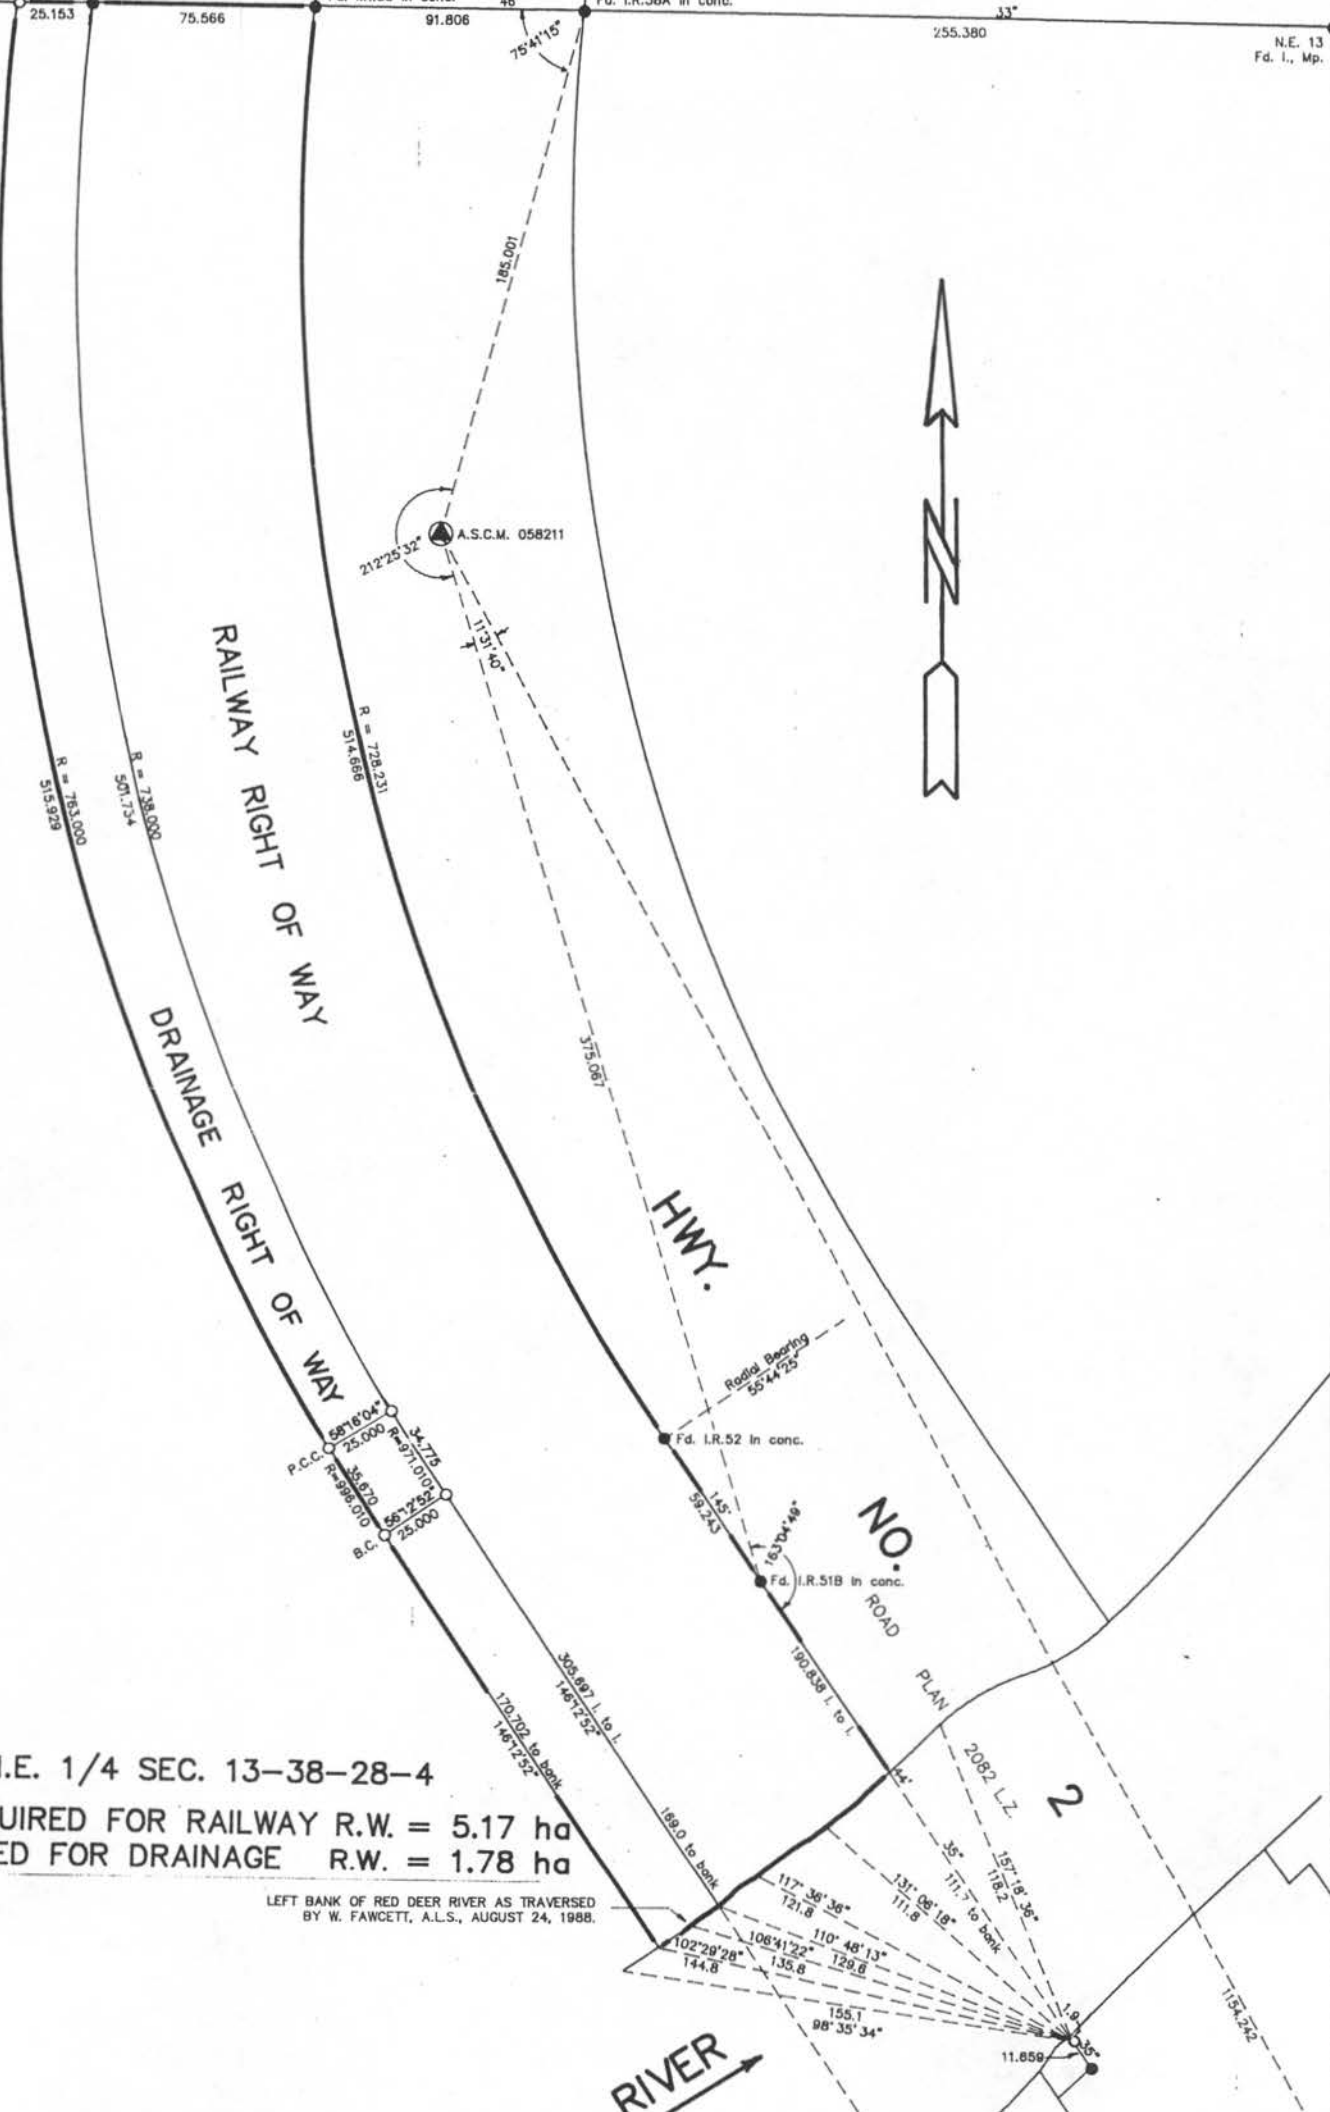 25.153
75.566
91.806
46"
Fd. I.R.58A in conc.
33"
255.380
N.E. 13
Fd. I., Mp.
75°41'15"
185.001
A.S.C.M. 058211
212°25'32"
11°31'40"
N
RAILWAY RIGHT OF WAY
R = 763.000
515.929
R = 738.000
501.734
R = 728.231
514.666
DRAINAGE RIGHT OF WAY
375.067
HWY.
Radial Bearing
55°44'25"
Fd. I.R.52 in conc.
58°16'04"
25.000
34.775
R=971.010
P.C.C.
35.670
R=996.010
56°12'52"
25.000
B.C.
145°
59.243
163°04'49"
Fd. I.R.51B in conc.
NO.
ROAD PLAN 2082 L.Z.
190.838 I. to I.
2
305.697 I. to I.
146°12'52"
170.702 to bank
146°12'52"
169.0 to bank
44'
35"
111.7 to bank
157°18'36"
118.2
131° 06'18"
111.8
117° 36'36"
121.8
110° 48'13"
129.6
106°41'22"
135.8
102°29'28"
144.8
155.1
98°35'34"
1.9
35"
11.659
1154.242
.E. 1/4 SEC. 13-38-28-4
UIRED FOR RAILWAY R.W. = 5.17 ha
ED FOR DRAINAGE R.W. = 1.78 ha
LEFT BANK OF RED DEER RIVER AS TRAVERSED
BY W. FAWCETT, A.L.S., AUGUST 24, 1988.
RIVER